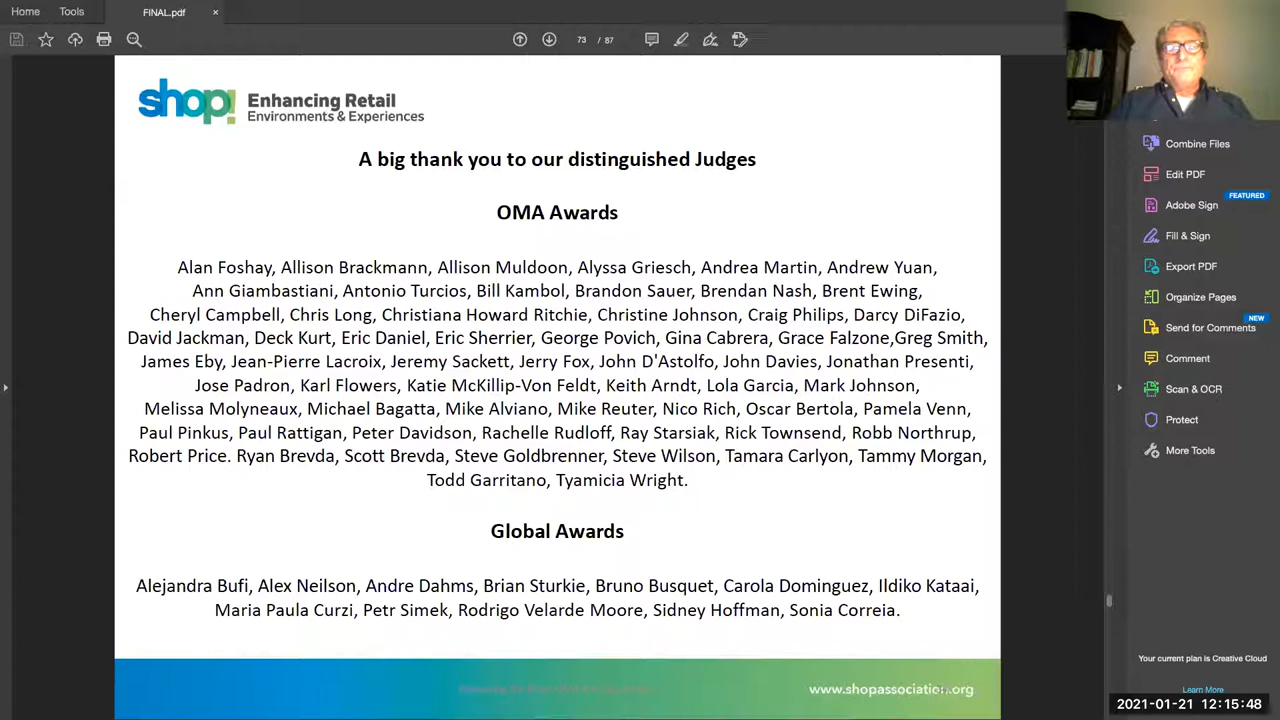 Home Tools FINAL.pdf ×
73 / 87
shop! Enhancing Retail
Environments & Experiences
A big thank you to our distinguished Judges
OMA Awards
Alan Foshay, Allison Brackmann, Allison Muldoon, Alyssa Griesch, Andrea Martin, Andrew Yuan,
Ann Giambastiani, Antonio Turcios, Bill Kambol, Brandon Sauer, Brendan Nash, Brent Ewing,
Cheryl Campbell, Chris Long, Christiana Howard Ritchie, Christine Johnson, Craig Philips, Darcy DiFazio,
David Jackman, Deck Kurt, Eric Daniel, Eric Sherrier, George Povich, Gina Cabrera, Grace Falzone,Greg Smith,
James Eby, Jean-Pierre Lacroix, Jeremy Sackett, Jerry Fox, John D'Astolfo, John Davies, Jonathan Presenti,
Jose Padron, Karl Flowers, Katie McKillip-Von Feldt, Keith Arndt, Lola Garcia, Mark Johnson,
Melissa Molyneaux, Michael Bagatta, Mike Alviano, Mike Reuter, Nico Rich, Oscar Bertola, Pamela Venn,
Paul Pinkus, Paul Rattigan, Peter Davidson, Rachelle Rudloff, Ray Starsiak, Rick Townsend, Robb Northrup,
Robert Price. Ryan Brevda, Scott Brevda, Steve Goldbrenner, Steve Wilson, Tamara Carlyon, Tammy Morgan,
Todd Garritano, Tyamicia Wright.
Global Awards
Alejandra Bufi, Alex Neilson, Andre Dahms, Brian Sturkie, Bruno Busquet, Carola Dominguez, Ildiko Kataai,
Maria Paula Curzi, Petr Simek, Rodrigo Velarde Moore, Sidney Hoffman, Sonia Correia.
www.shopassociation.org
Combine Files
Edit PDF
FEATURED
Adobe Sign
Fill & Sign
Export PDF
Organize Pages
NEW
Send for Comments
Comment
Scan & OCR
Protect
More Tools
Your current plan is Creative Cloud
Learn More
2021-01-21 12:15:48